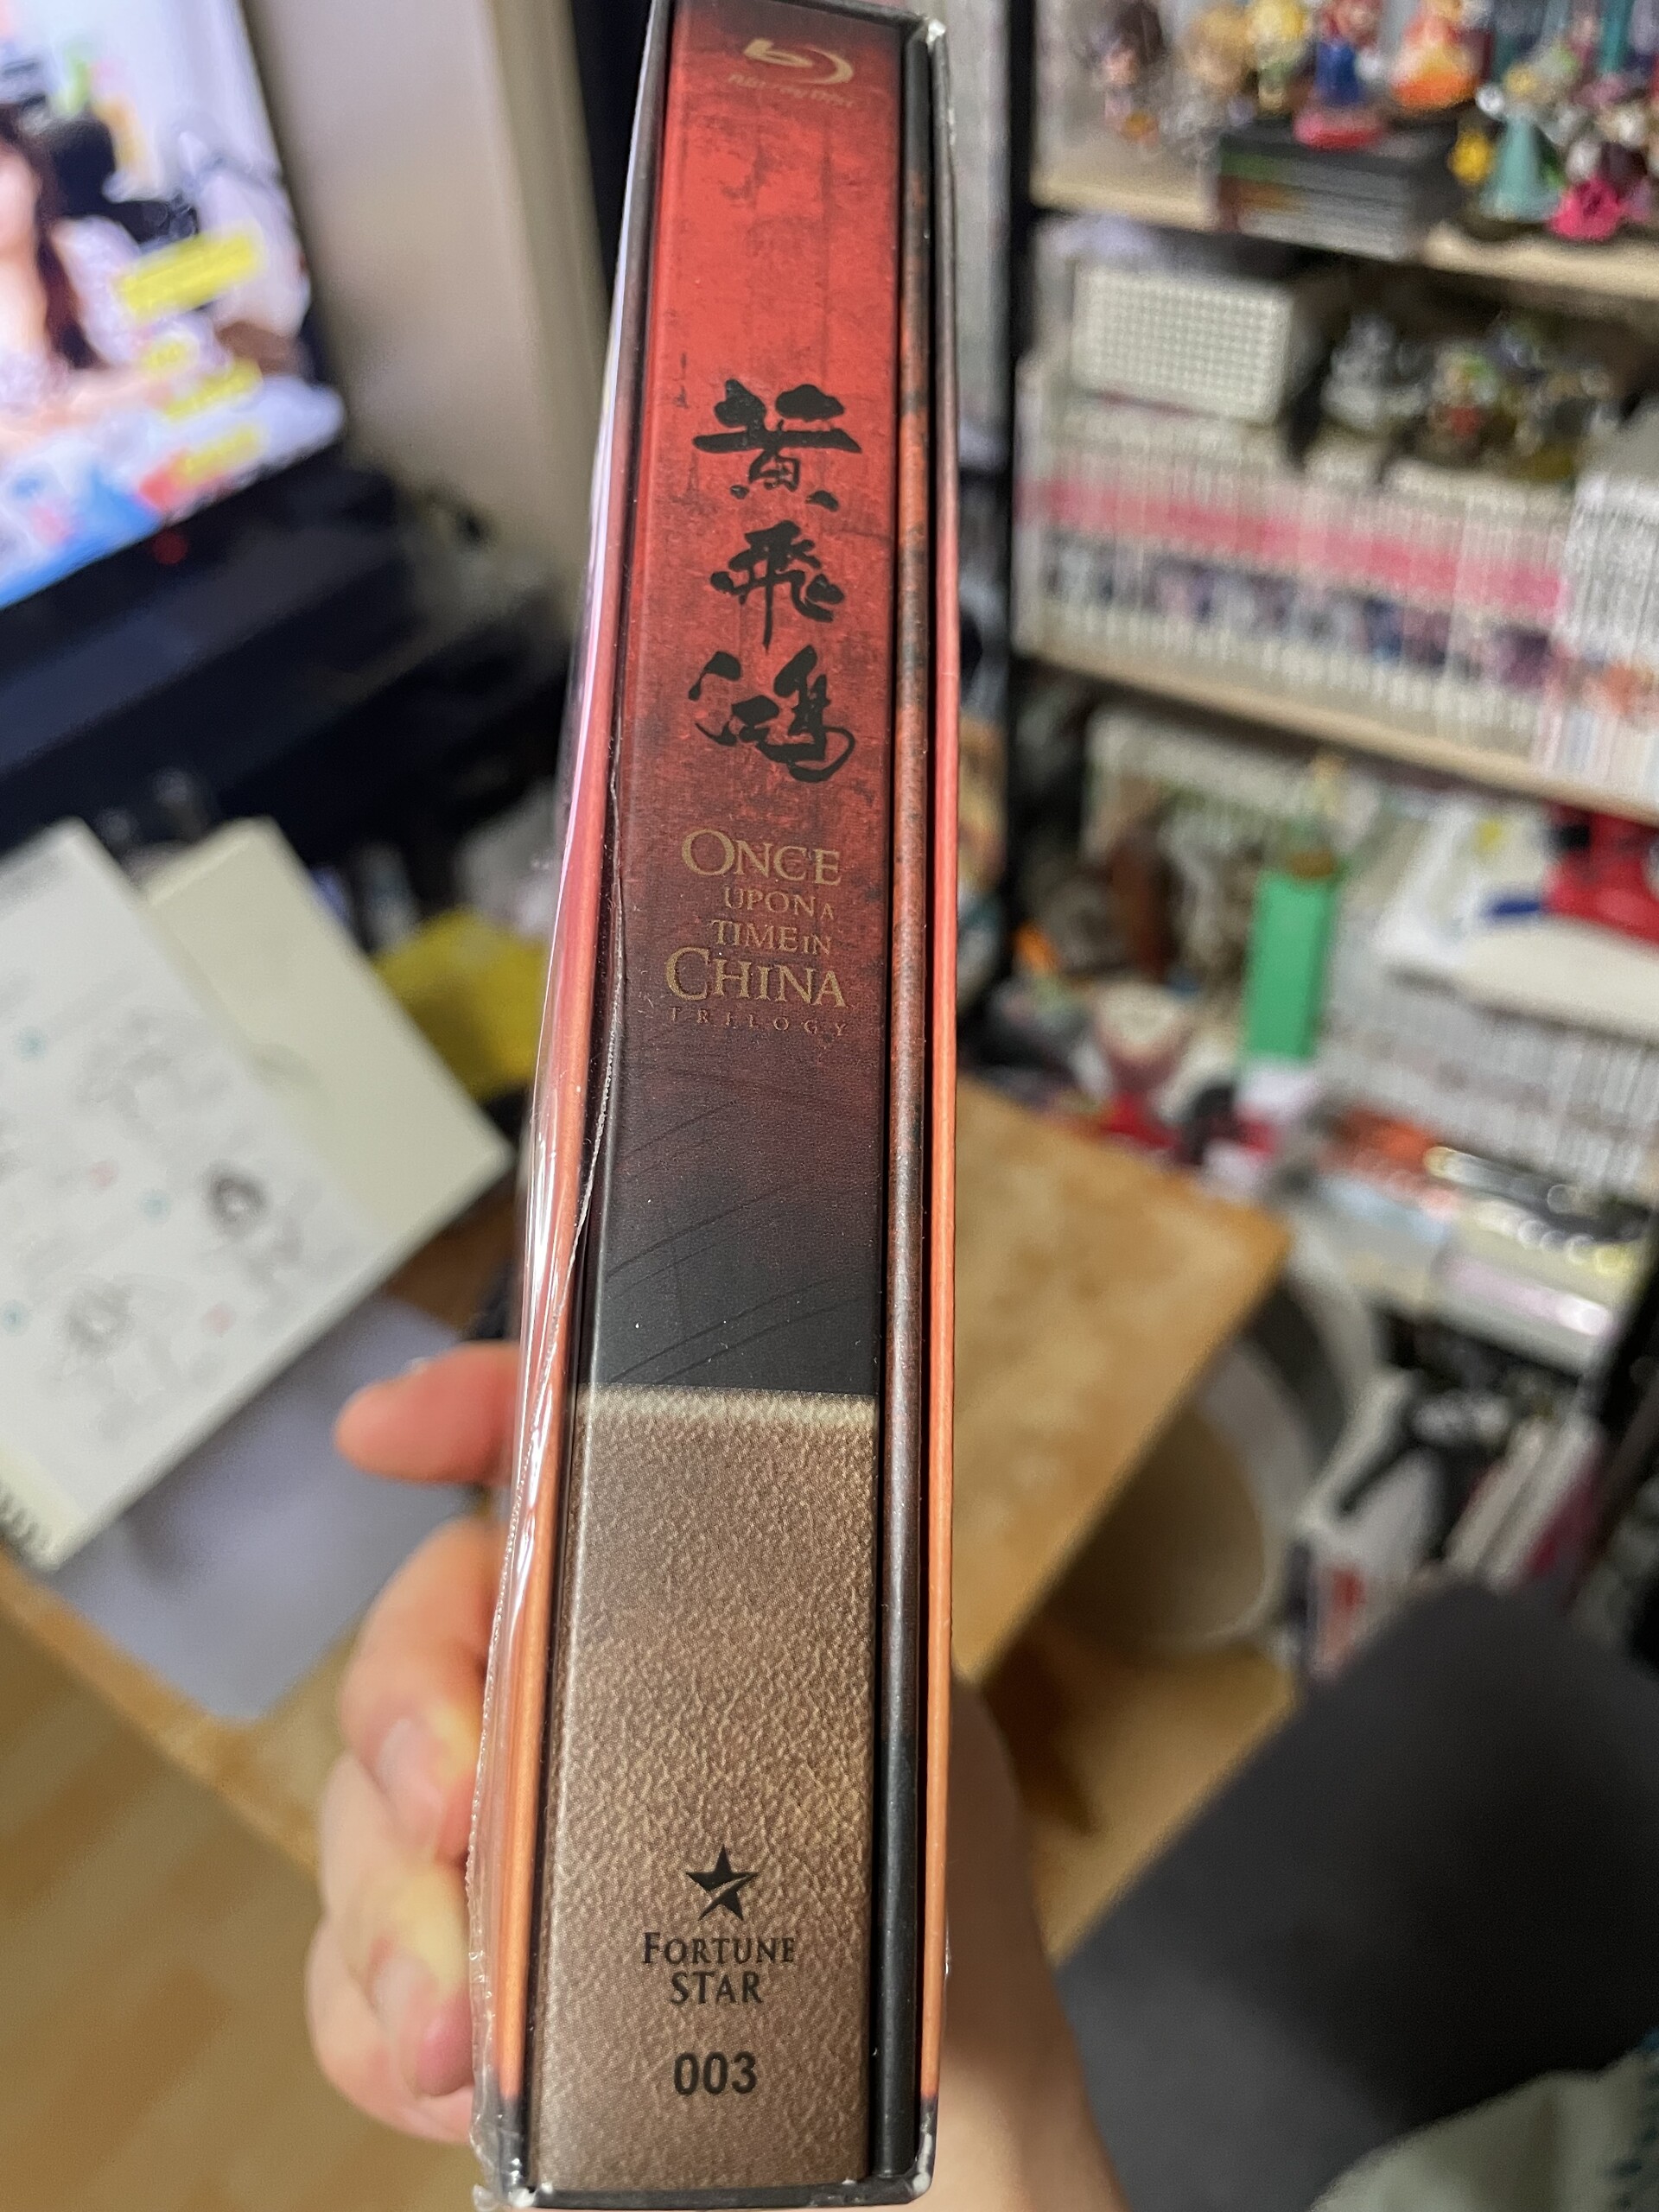 Blu-ray Disc
黃
飛
鴻
ONCE
UPON A
TIME IN
CHINA
TRILOGY
FORTUNE
STAR
003